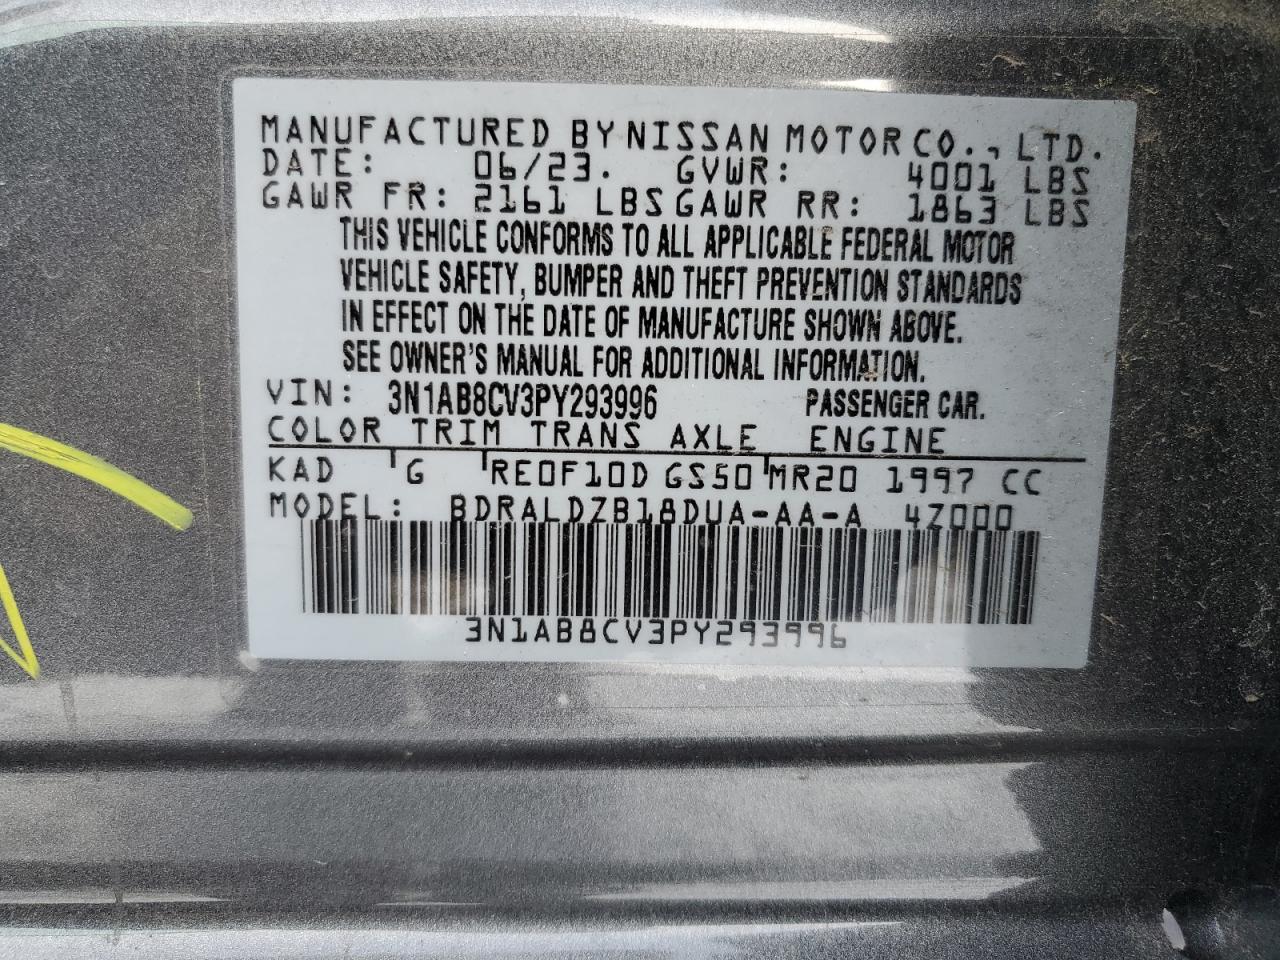 MANUFACTURED BY NISSAN MOTOR CO., LTD.
DATE: 06/23. GVWR: 4001 LBS
GAWR FR: 2161 LBS GAWR RR: 1863 LBS
THIS VEHICLE CONFORMS TO ALL APPLICABLE FEDERAL MOTOR
VEHICLE SAFETY, BUMPER AND THEFT PREVENTION STANDARDS
IN EFFECT ON THE DATE OF MANUFACTURE SHOWN ABOVE.
SEE OWNER'S MANUAL FOR ADDITIONAL INFORMATION.
VIN: 3N1AB8CV3PY293996 PASSENGER CAR.
COLOR TRIM TRANS AXLE ENGINE
KAD G RE0F10D GS50 MR20 1997 CC
MODEL: BDRALDZB18DUA-AA-A 4Z000
3N1AB8CV3PY293996